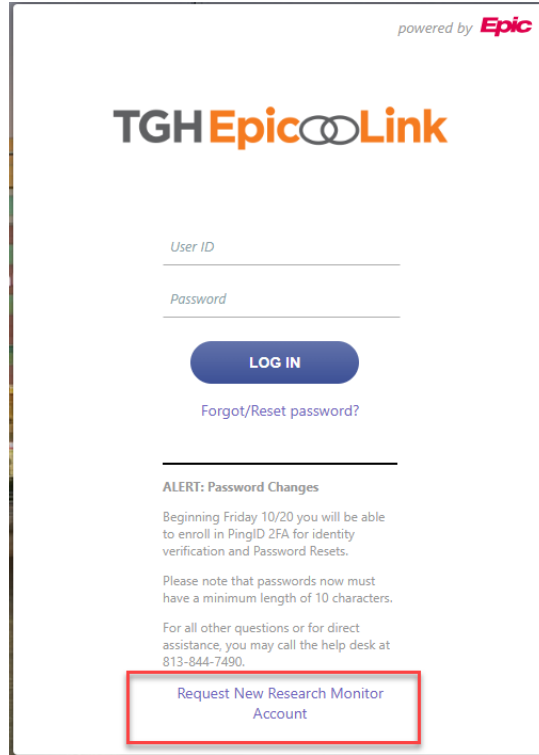 powered by Epic
TGH EpicLink
User ID
Password
LOG IN
Forgot/Reset password?
ALERT: Password Changes
Beginning Friday 10/20 you will be able
to enroll in PingID 2FA for identity
verification and Password Resets.
Please note that passwords now must
have a minimum length of 10 characters.
For all other questions or for direct
assistance, you may call the help desk at
813-844-7490.
Request New Research Monitor
Account